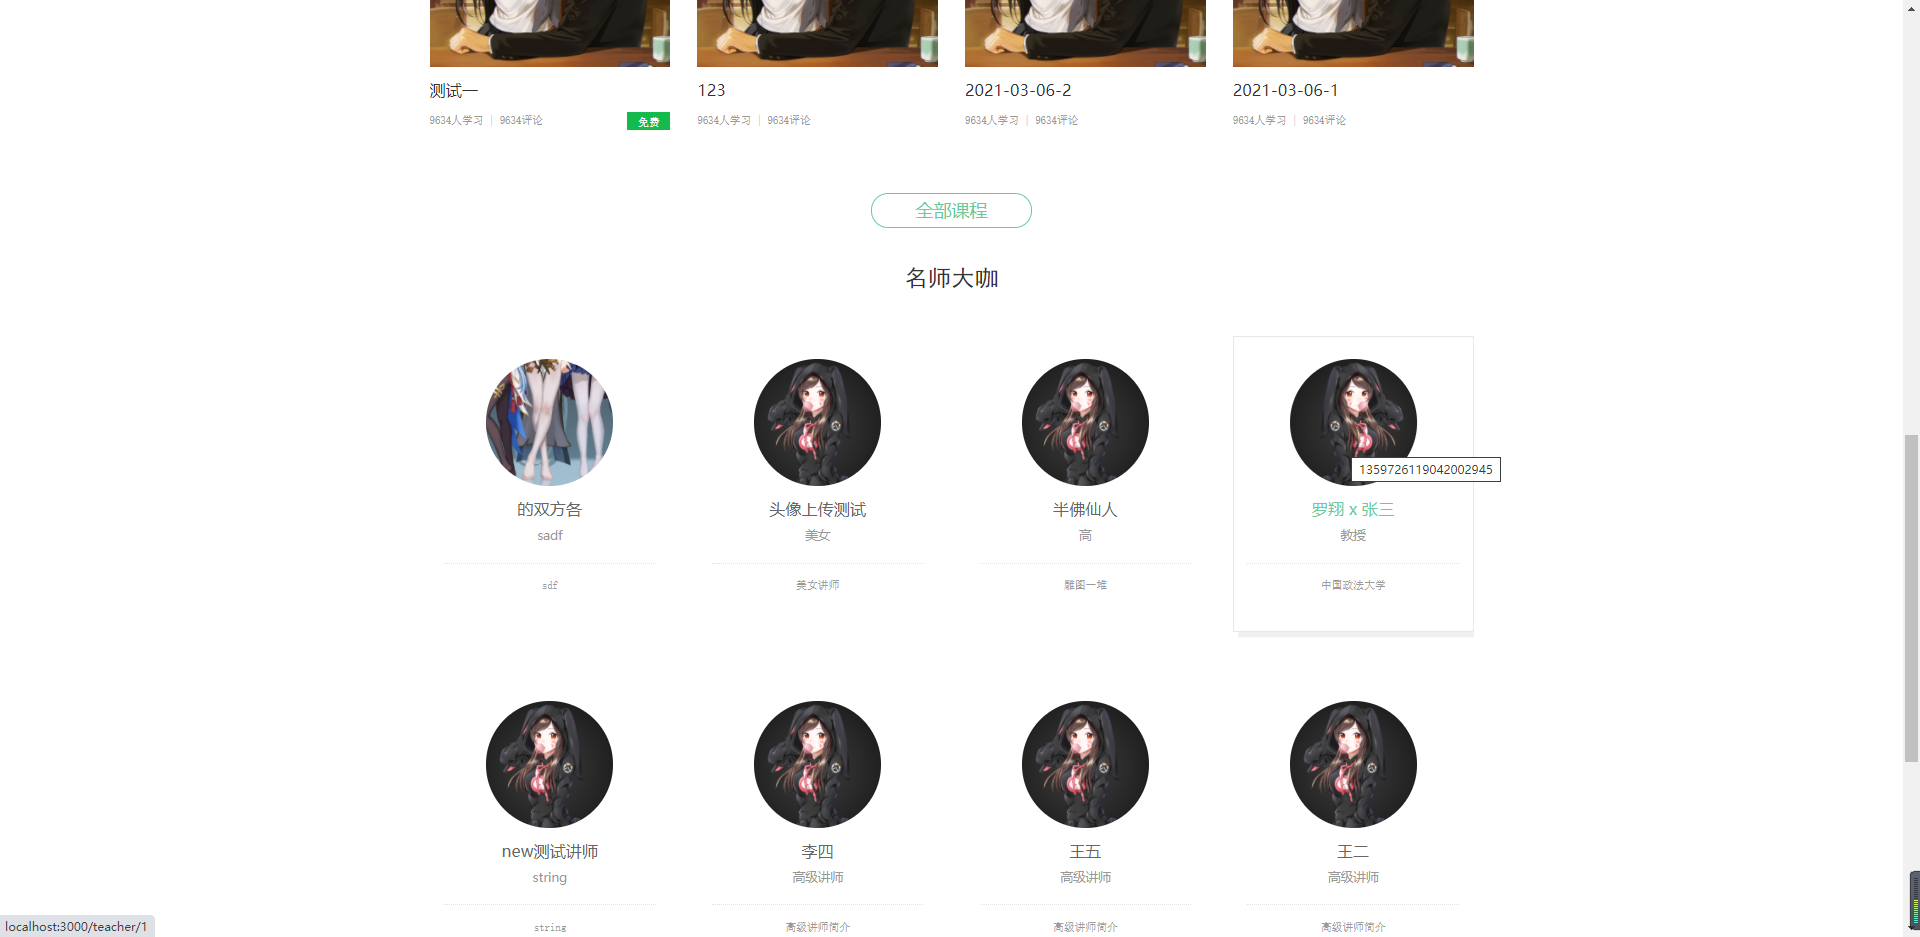 测试一
9634人学习 | 9634评论
免费
123
9634人学习 | 9634评论
2021-03-06-2
9634人学习 | 9634评论
2021-03-06-1
9634人学习 | 9634评论
全部课程
名师大咖
的双方各
sadf
sdf
头像上传测试
美女
美女讲师
半佛仙人
高
雕图一堆
1359726119042002945
罗翔 x 张三
教授
中国政法大学
new测试讲师
string
string
李四
高级讲师
高级讲师简介
王五
高级讲师
高级讲师简介
王二
高级讲师
高级讲师简介
localhost:3000/teacher/1